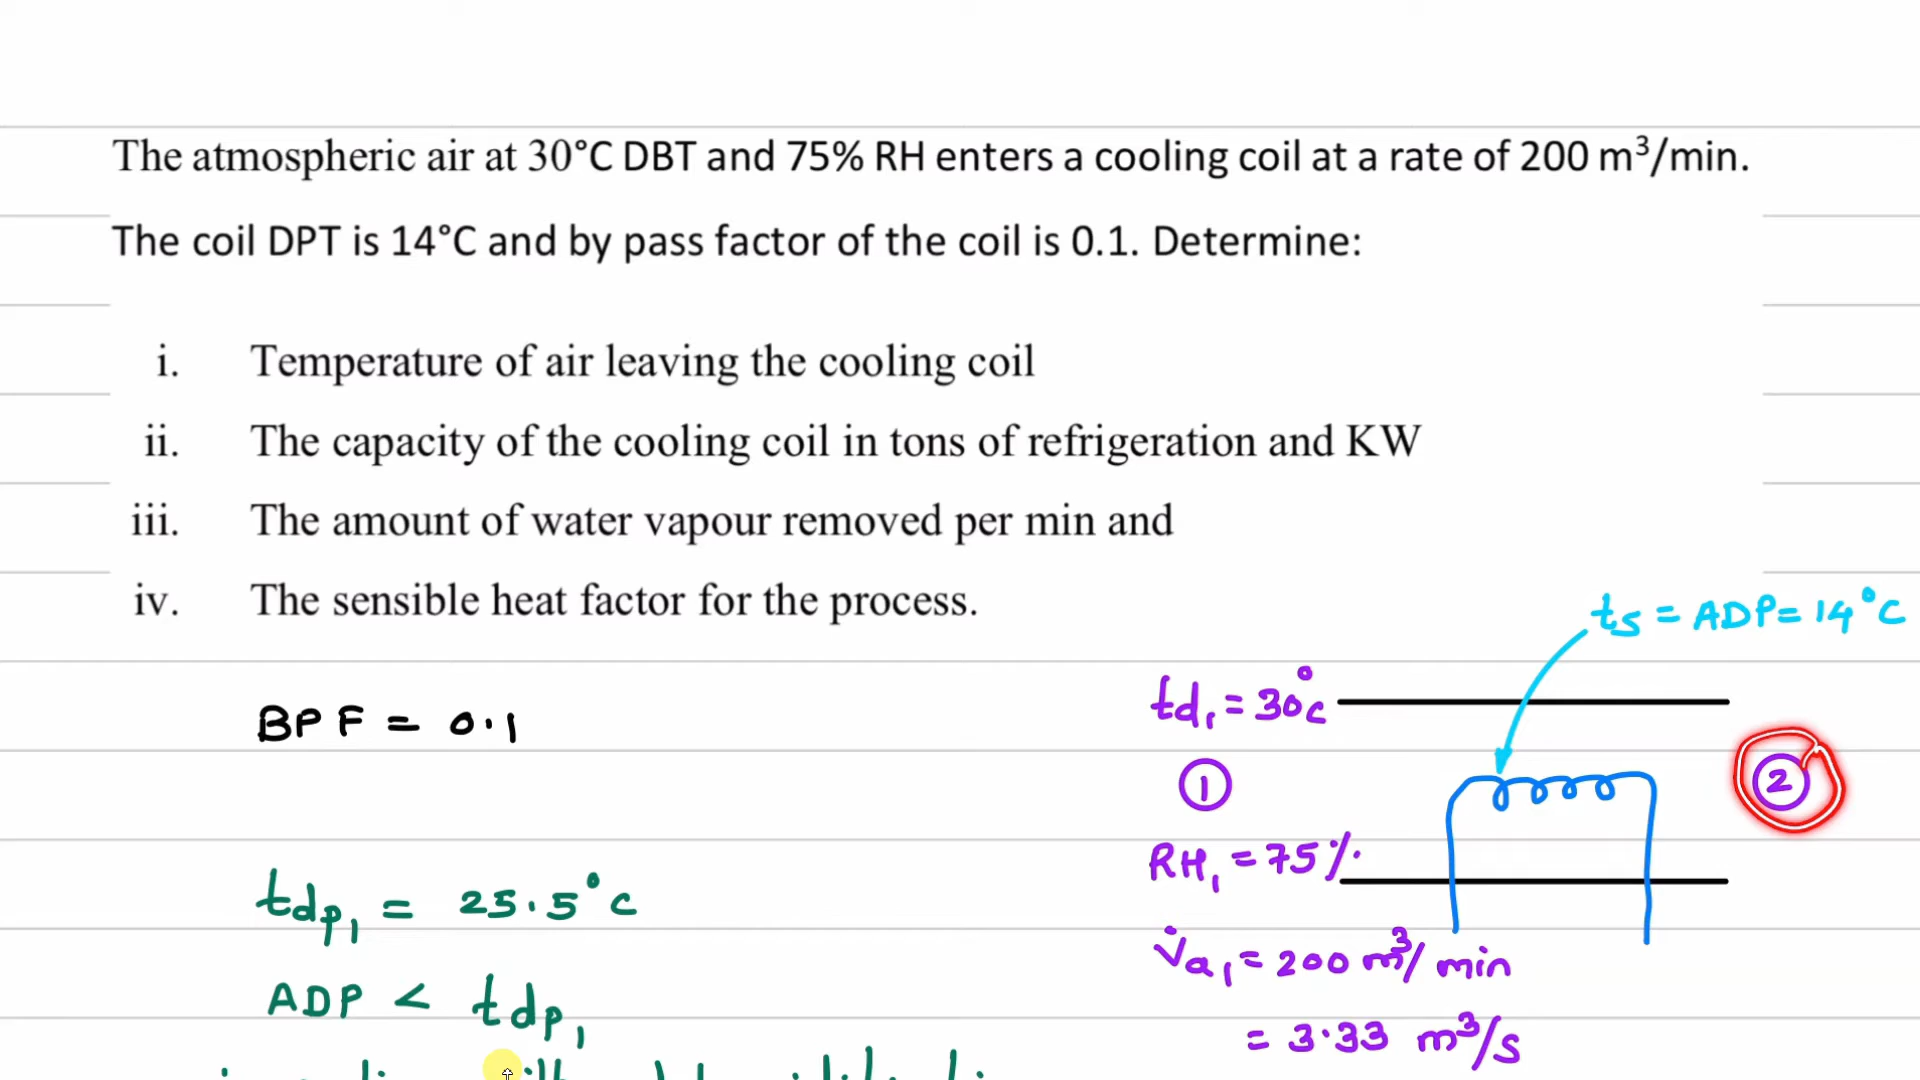 The atmospheric air at 30°C DBT and 75% RH enters a cooling coil at a rate of 200 m³/min.
The coil DPT is 14°C and by pass factor of the coil is 0.1. Determine:
i. Temperature of air leaving the cooling coil
ii. The capacity of the cooling coil in tons of refrigeration and KW
iii. The amount of water vapour removed per min and
iv. The sensible heat factor for the process.
ts = ADP = 14°C
BPF = 0.1
td₁ = 30°C
① ②
RH₁ = 75%
tdp₁ = 25.5°C
V̇a₁ = 200 m³/min
ADP < tdp₁
= 3.33 m³/s